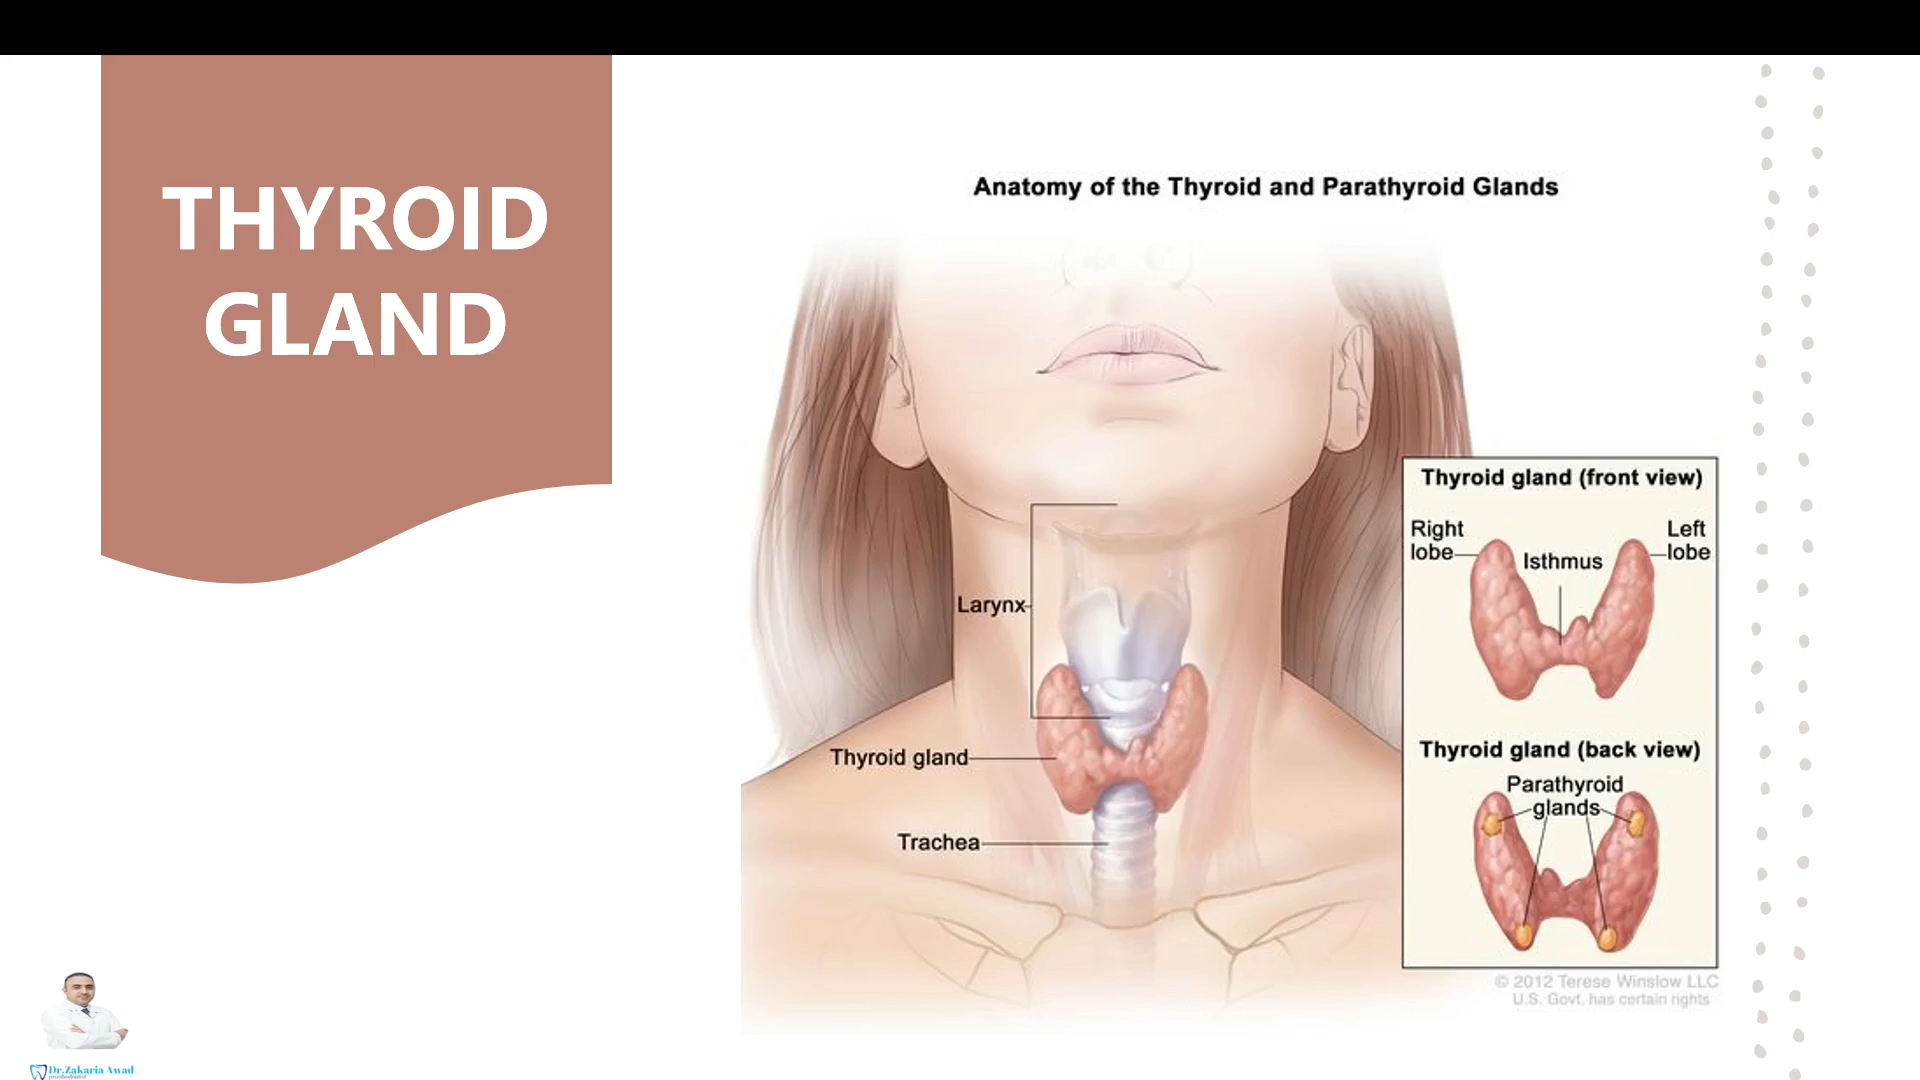 THYROID
GLAND
Anatomy of the Thyroid and Parathyroid Glands
Larynx
Thyroid gland
Trachea
Thyroid gland (front view)
Right
lobe
Isthmus
Left
lobe
Thyroid gland (back view)
Parathyroid
glands
© 2012 Terese Winslow LLC
U.S. Govt. has certain rights
Dr.Zakaria Awad
prosthodontist